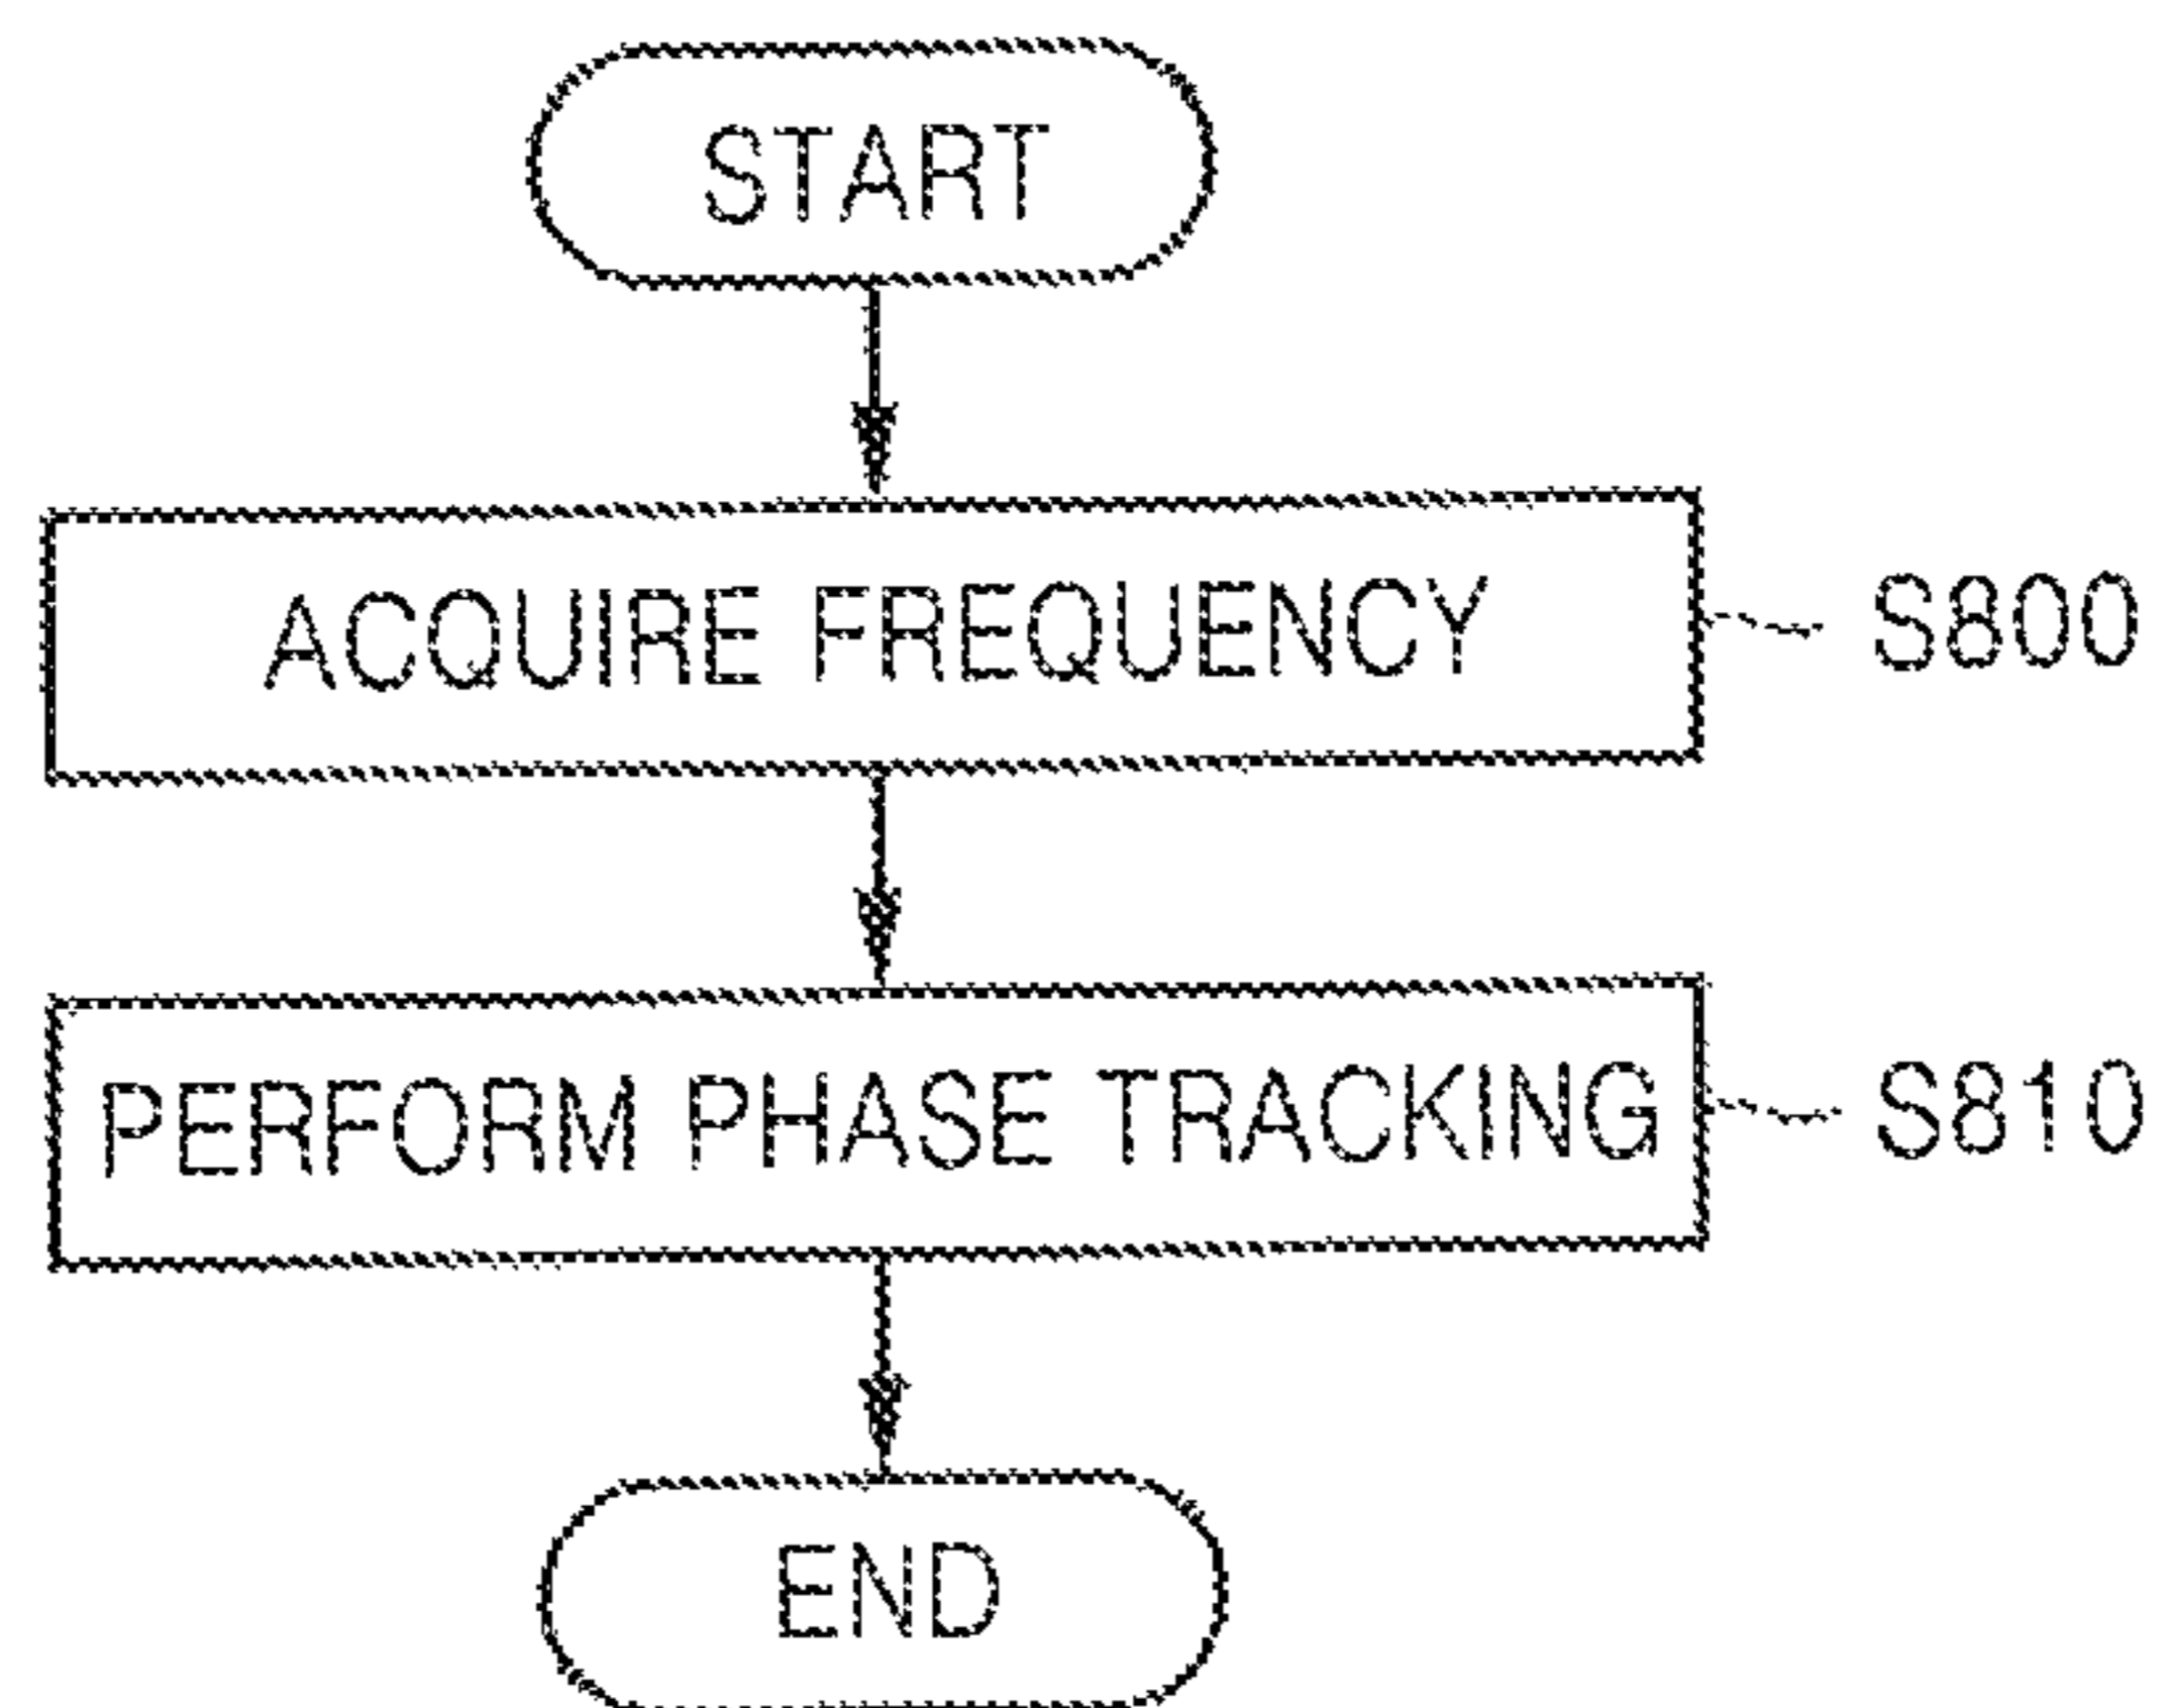 START
ACQUIRE FREQUENCY
S800
PERFORM PHASE TRACKING
S810
END